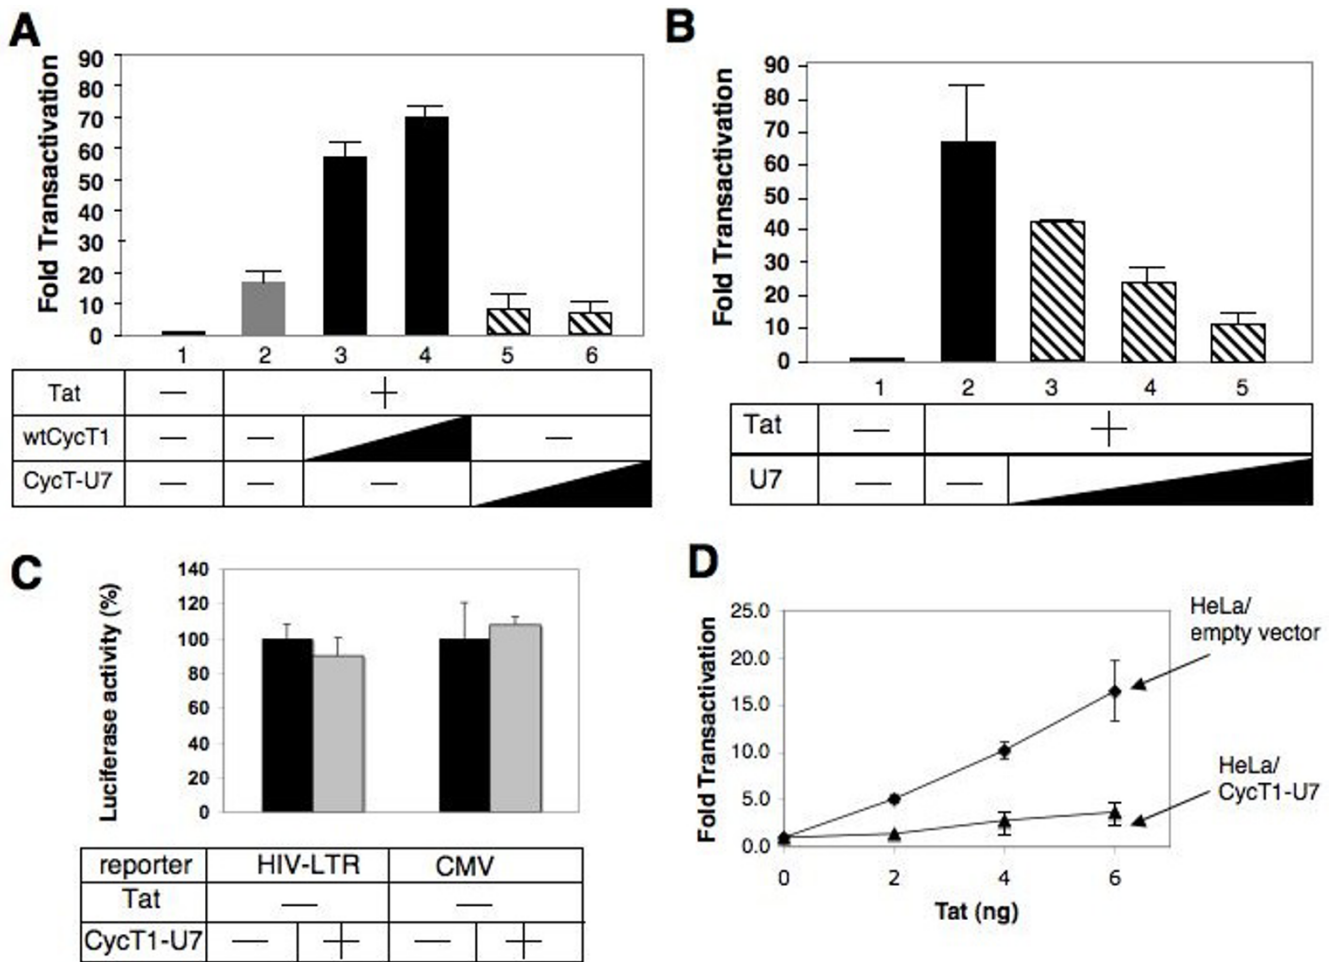 A
Fold Transactivation
90
80
70
60
50
40
30
20
10
0
1 2 3 4 5 6
Tat — +
wtCycT1 — — —
CycT-U7 — — —
B
Fold Transactivation
90
80
70
60
50
40
30
20
10
0
1 2 3 4 5
Tat — +
U7 — —
C
Luciferase activity (%)
140
120
100
80
60
40
20
0
reporter HIV-LTR CMV
Tat — —
CycT1-U7 — + — +
D
Fold Transactivation
25.0
20.0
15.0
10.0
5.0
0.0
0 2 4 6
Tat (ng)
HeLa/
empty vector
HeLa/
CycT1-U7